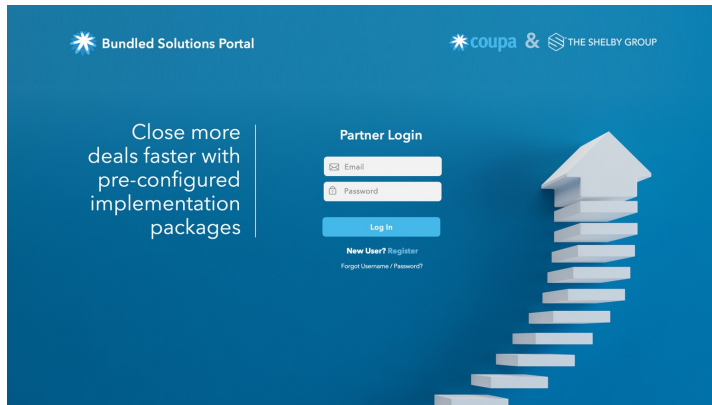 Bundled Solutions Portal
coupa & THE SHELBY GROUP
Close more
deals faster with
pre-configured
implementation
packages
Partner Login
Email
Password
Log In
New User? Register
Forgot Username / Password?